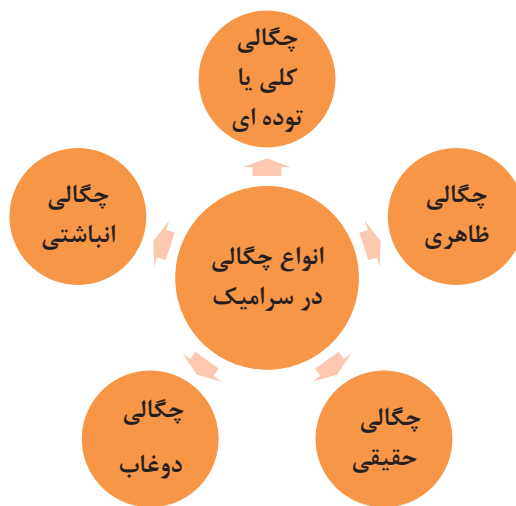 چگالی
کلی یا
توده ای
چگالی
ظاهری
چگالی
انباشتی
انواع چگالی
در سرامیک
چگالی
حقیقی
چگالی
دوغاب